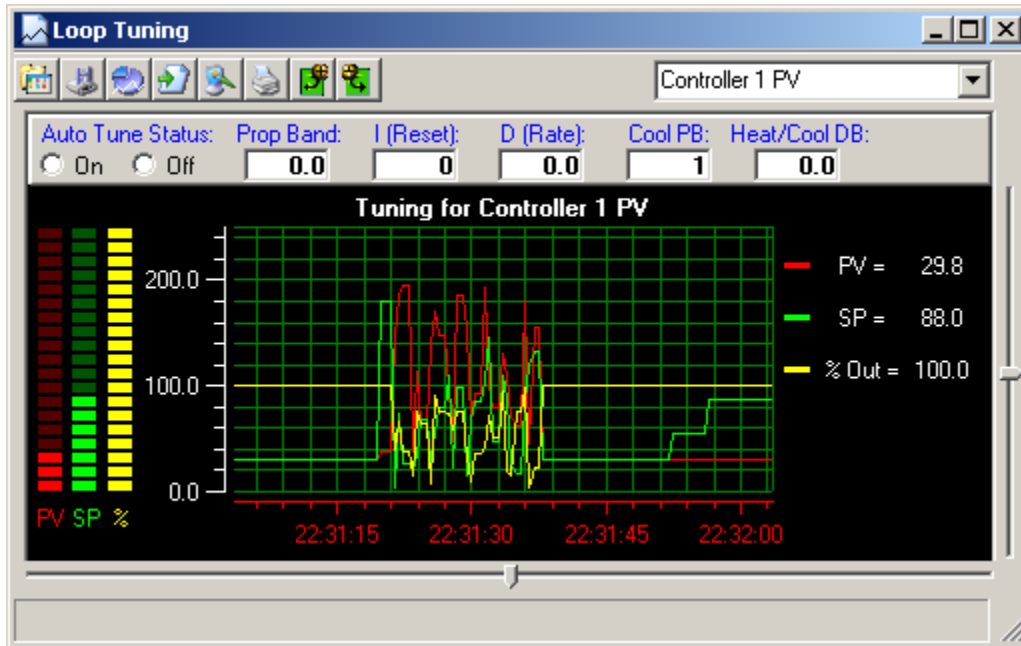 Loop Tuning
Controller 1 PV
Auto Tune Status: Prop Band: I (Reset): D (Rate): Cool PB: Heat/Cool DB:
On Off 0.0 0 0.0 1 0.0
Tuning for Controller 1 PV
200.0
100.0
0.0
PV SP %
22:31:15 22:31:30 22:31:45 22:32:00
PV = 29.8
SP = 88.0
% Out = 100.0